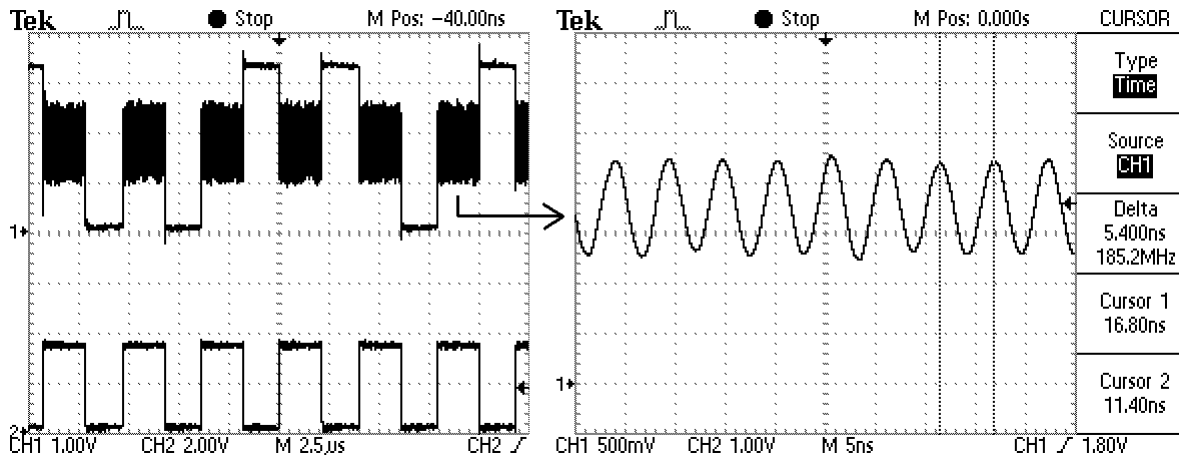 Tek Stop M Pos: -40.00ns
1
2
CH1 1.00V CH2 2.00V M 2.5µs CH2
Tek Stop M Pos: 0.000s CURSOR
Type
Time
Source
CH1
Delta
5.400ns
185.2MHz
Cursor 1
16.80ns
Cursor 2
11.40ns
1
CH1 500mV CH2 1.00V M 5ns CH1 1.80V